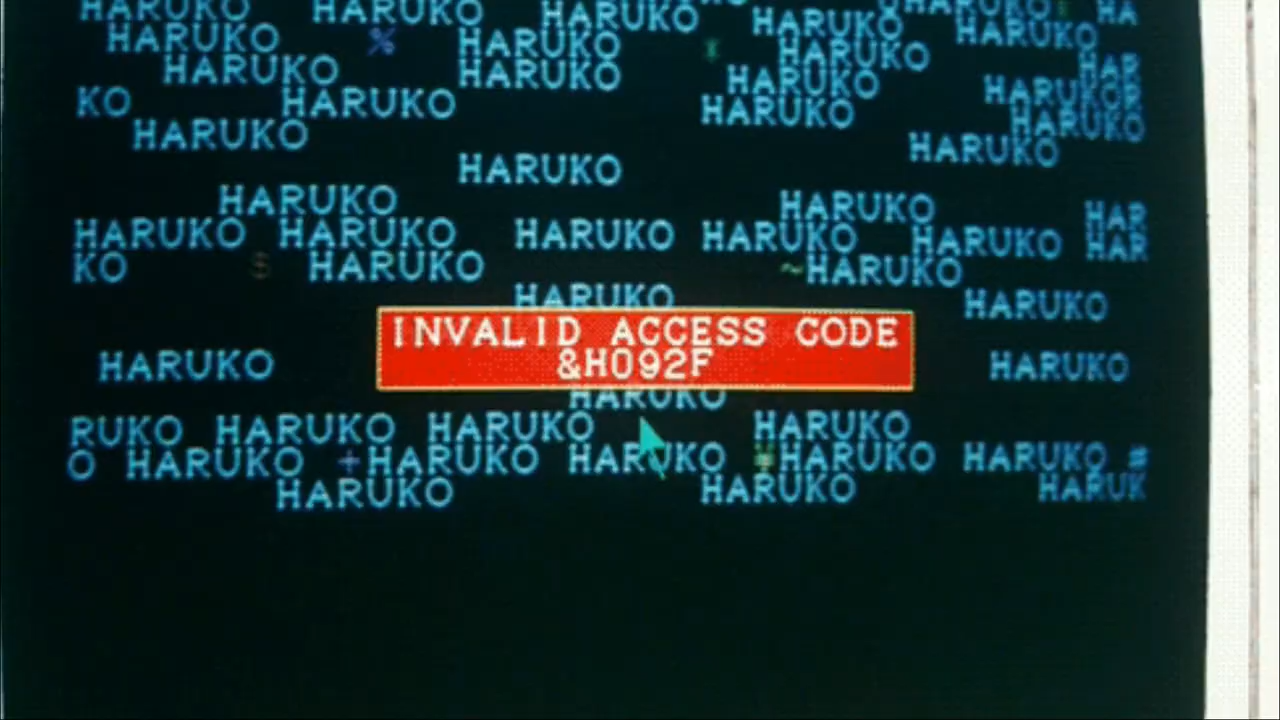 HARUKO HARUKO HARUKO HARUKO HARUKO HA
HARUKO % HARUKO HARUKO HARUKO
HARUKO HARUKO HARUKO HAR
KO HARUKO HARUKO HARUKO
HARUKO HARUKO HARUKO
HARUKO
HARUKO HARUKO HAR
HARUKO HARUKO HARUKO HARUKO HARUKO HAR
KO $ HARUKO ~HARUKO
HARUKO HARUKO
INVALID ACCESS CODE
&H092F
HARUKO HARUKO
HARUKO
RUKO HARUKO HARUKO HARUKO
O HARUKO +HARUKO HARUKO ¥HARUKO HARUKO #
HARUKO HARUKO HARUK